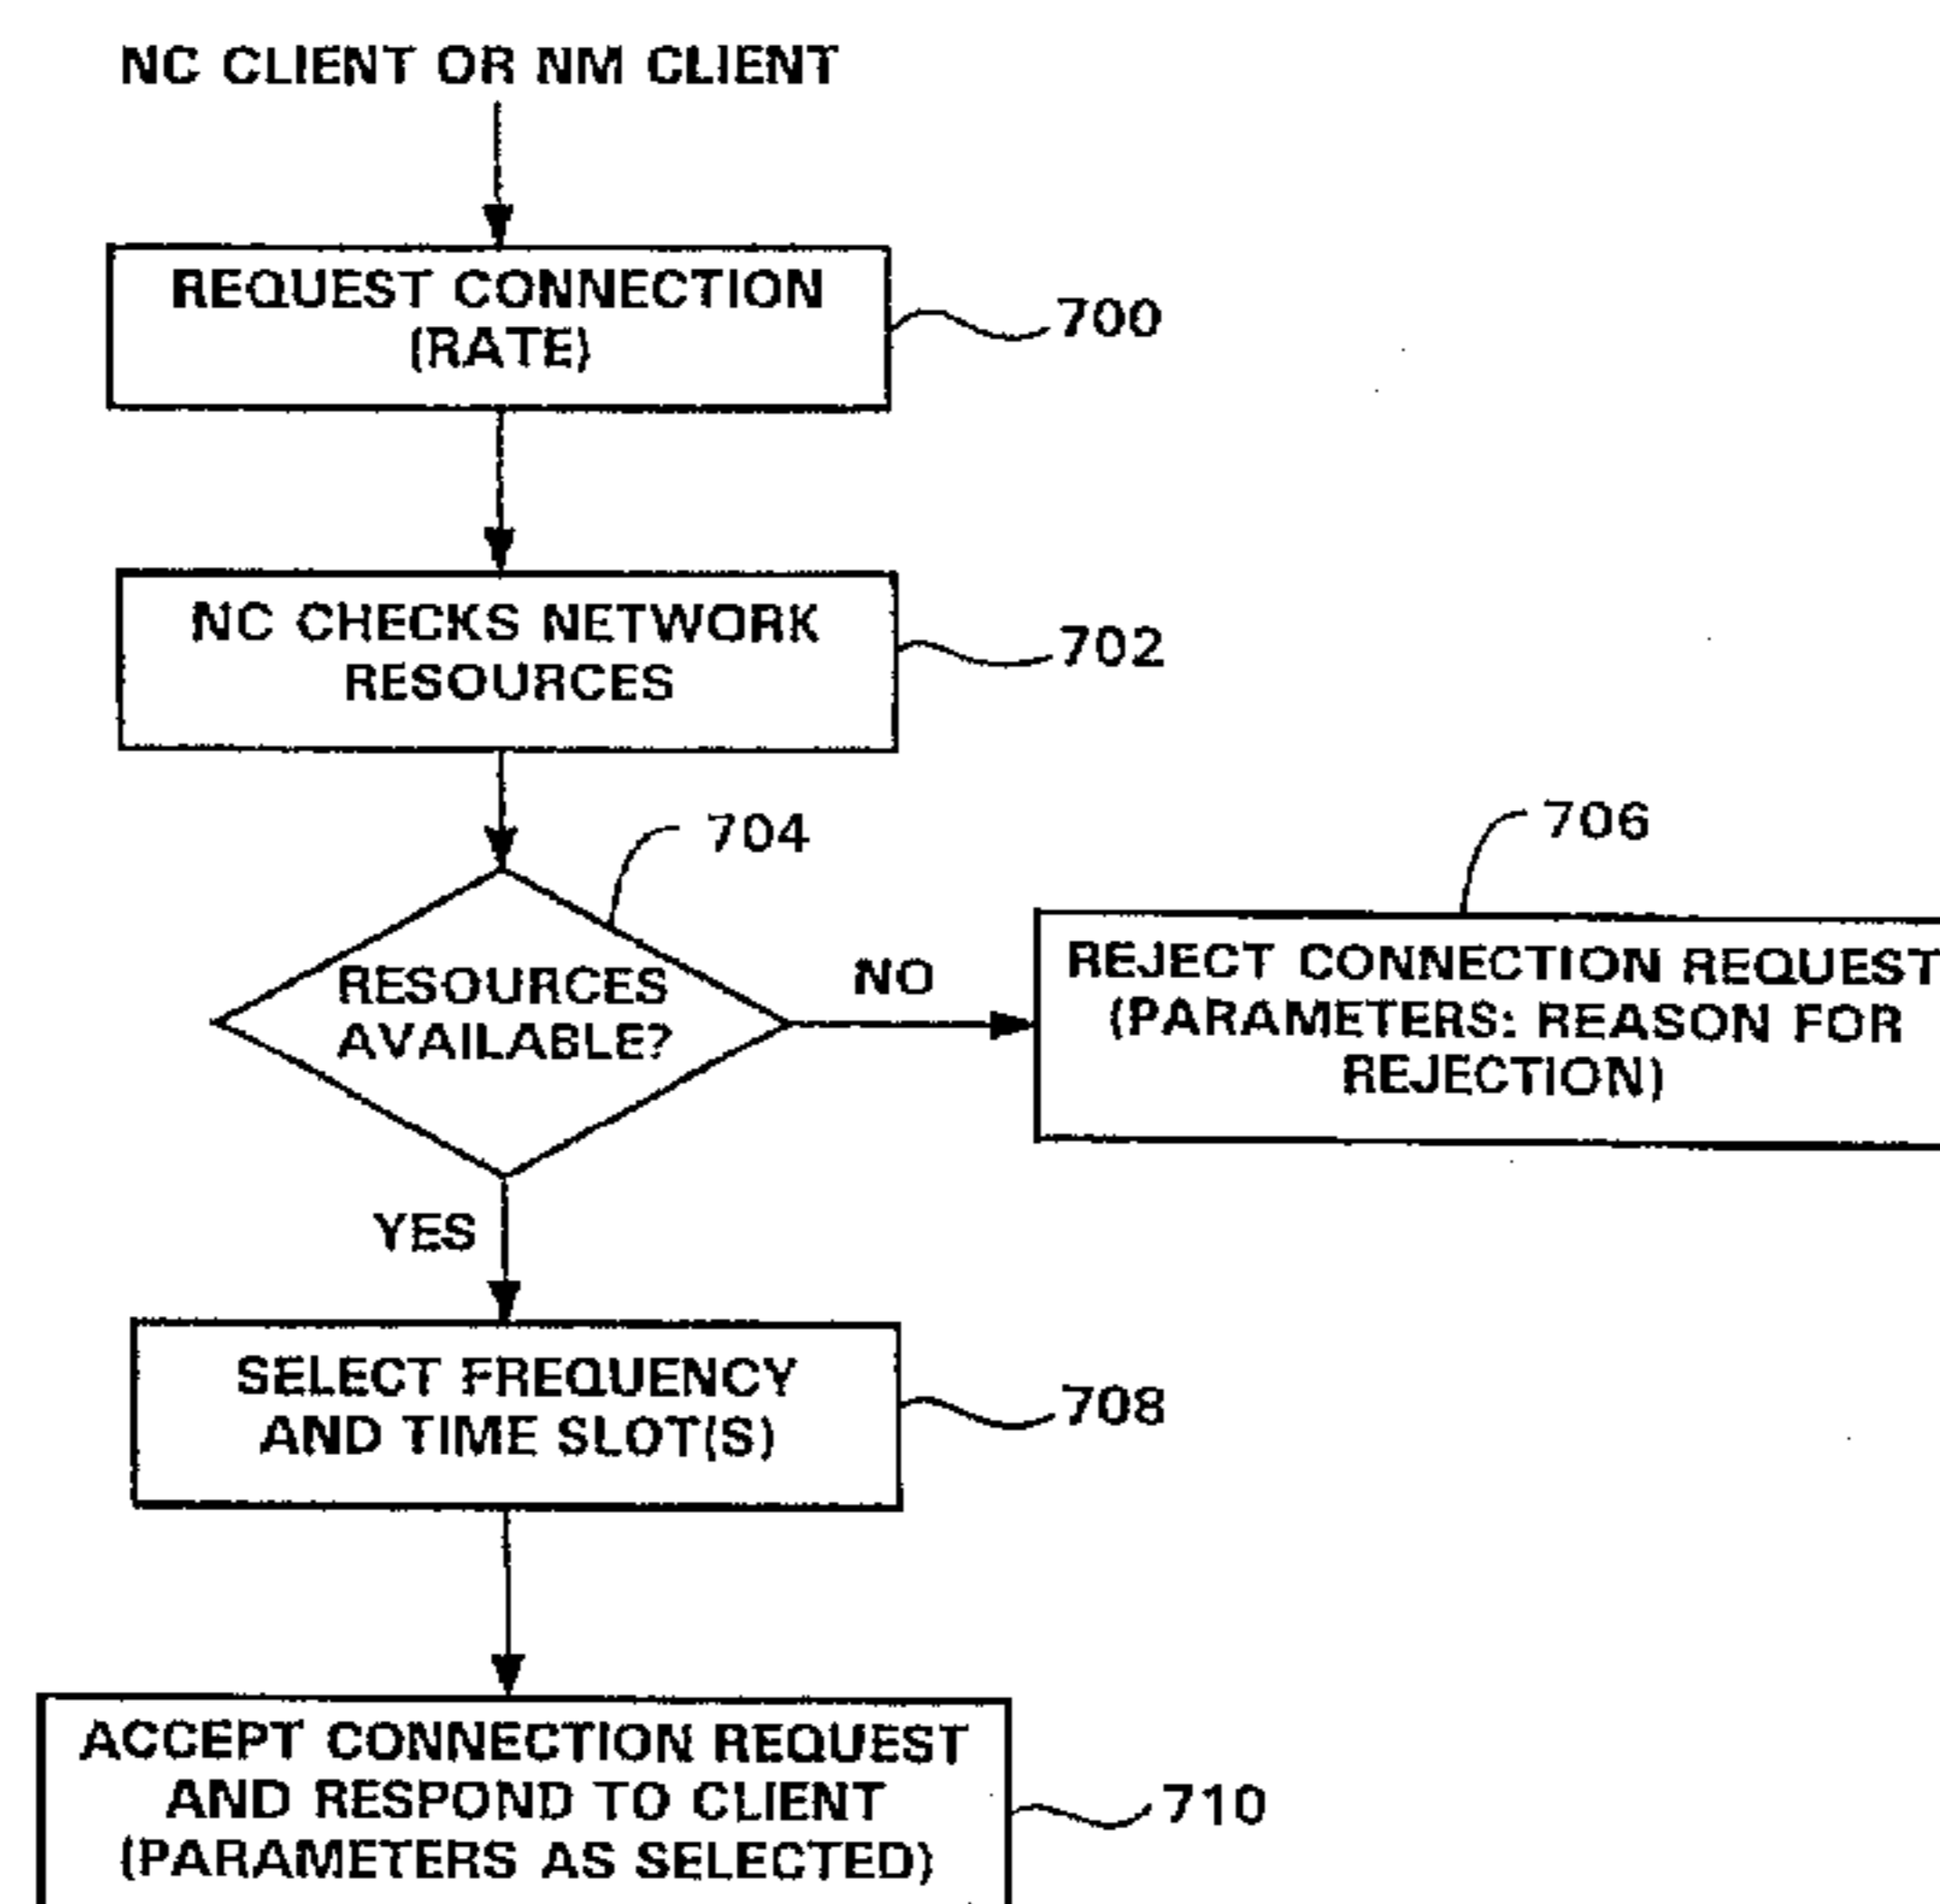 NC CLIENT OR NM CLIENT
REQUEST CONNECTION
(RATE)
700
NC CHECKS NETWORK
RESOURCES
702
704
706
RESOURCES
AVAILABLE?
NO
REJECT CONNECTION REQUEST
(PARAMETERS: REASON FOR
REJECTION)
YES
SELECT FREQUENCY
AND TIME SLOT(S)
708
ACCEPT CONNECTION REQUEST
AND RESPOND TO CLIENT
(PARAMETERS AS SELECTED)
710